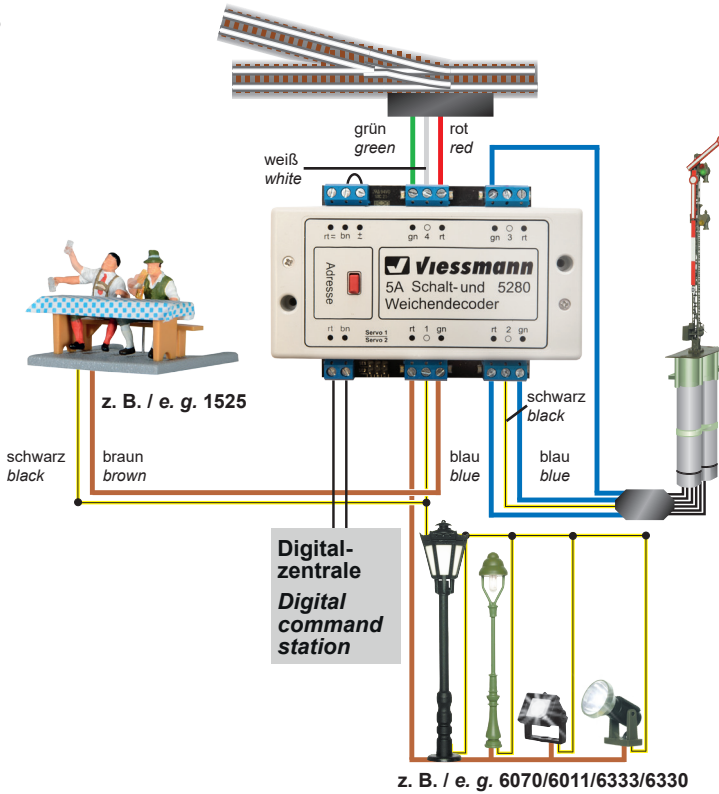 grün
green
rot
red
weiß
white
rt= bn ±
gn 4 rt
gn 3 rt
Adresse
Viessmann
5A Schalt-und 5280
Weichendecoder
rt bn
Servo 1
Servo 2
rt 1 gn
rt 2 gn
z. B. / e. g. 1525
schwarz
black
schwarz
black
braun
brown
blau
blue
blau
blue
Digital-
zentrale
Digital
command
station
z. B. / e. g. 6070/6011/6333/6330